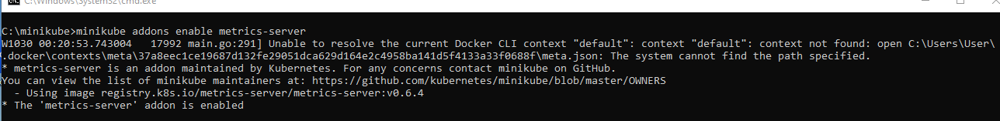 C:\Windows\System32\cmd.exe
C:\minikube>minikube addons enable metrics-server
W1030 00:20:53.743004   17992 main.go:291] Unable to resolve the current Docker CLI context "default": context "default": context not found: open C:\Users\User\
.docker\contexts\meta\37a8eec1ce19687d132fe29051dca629d164e2c4958ba141d5f4133a33f0688f\meta.json: The system cannot find the path specified.
* metrics-server is an addon maintained by Kubernetes. For any concerns contact minikube on GitHub.
You can view the list of minikube maintainers at: https://github.com/kubernetes/minikube/blob/master/OWNERS
  - Using image registry.k8s.io/metrics-server/metrics-server:v0.6.4
* The 'metrics-server' addon is enabled